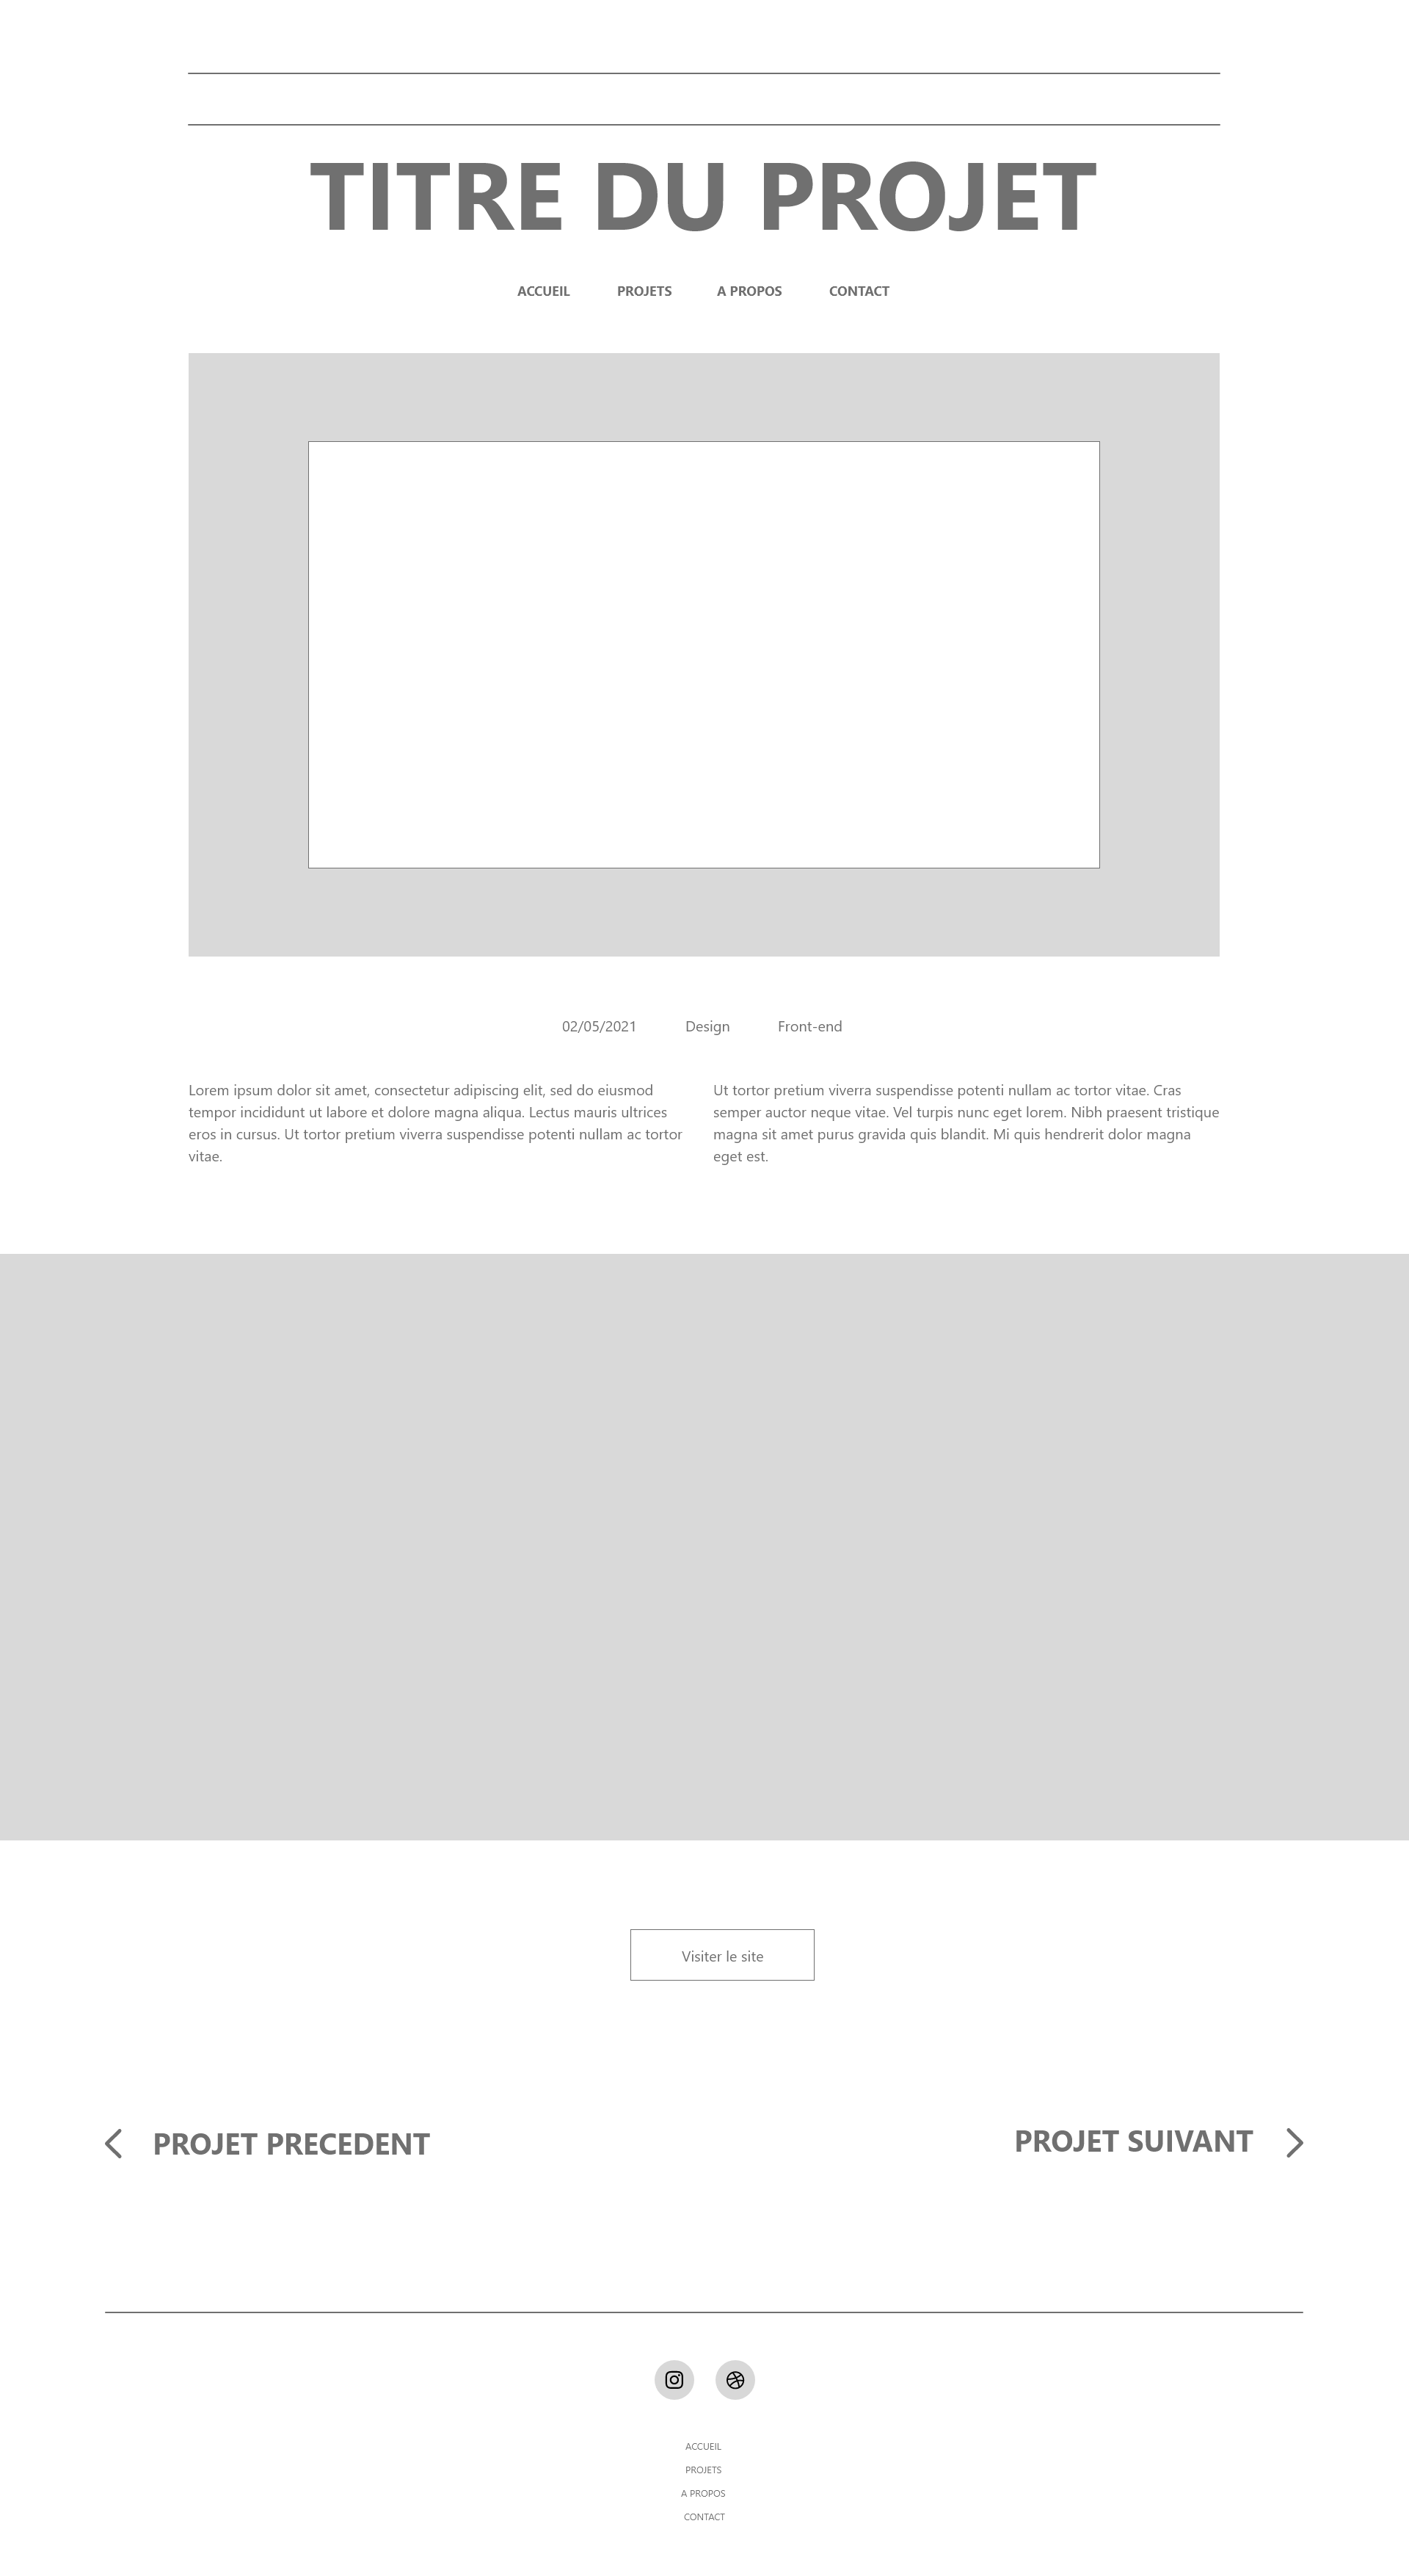 TITRE DU PROJET
ACCUEIL PROJETS A PROPOS CONTACT
02/05/2021 Design Front-end
Lorem ipsum dolor sit amet, consectetur adipiscing elit, sed do eiusmod
tempor incididunt ut labore et dolore magna aliqua. Lectus mauris ultrices
eros in cursus. Ut tortor pretium viverra suspendisse potenti nullam ac tortor
vitae.
Ut tortor pretium viverra suspendisse potenti nullam ac tortor vitae. Cras
semper auctor neque vitae. Vel turpis nunc eget lorem. Nibh praesent tristique
magna sit amet purus gravida quis blandit. Mi quis hendrerit dolor magna
eget est.
Visiter le site
PROJET PRECEDENT
PROJET SUIVANT
ACCUEIL
PROJETS
A PROPOS
CONTACT